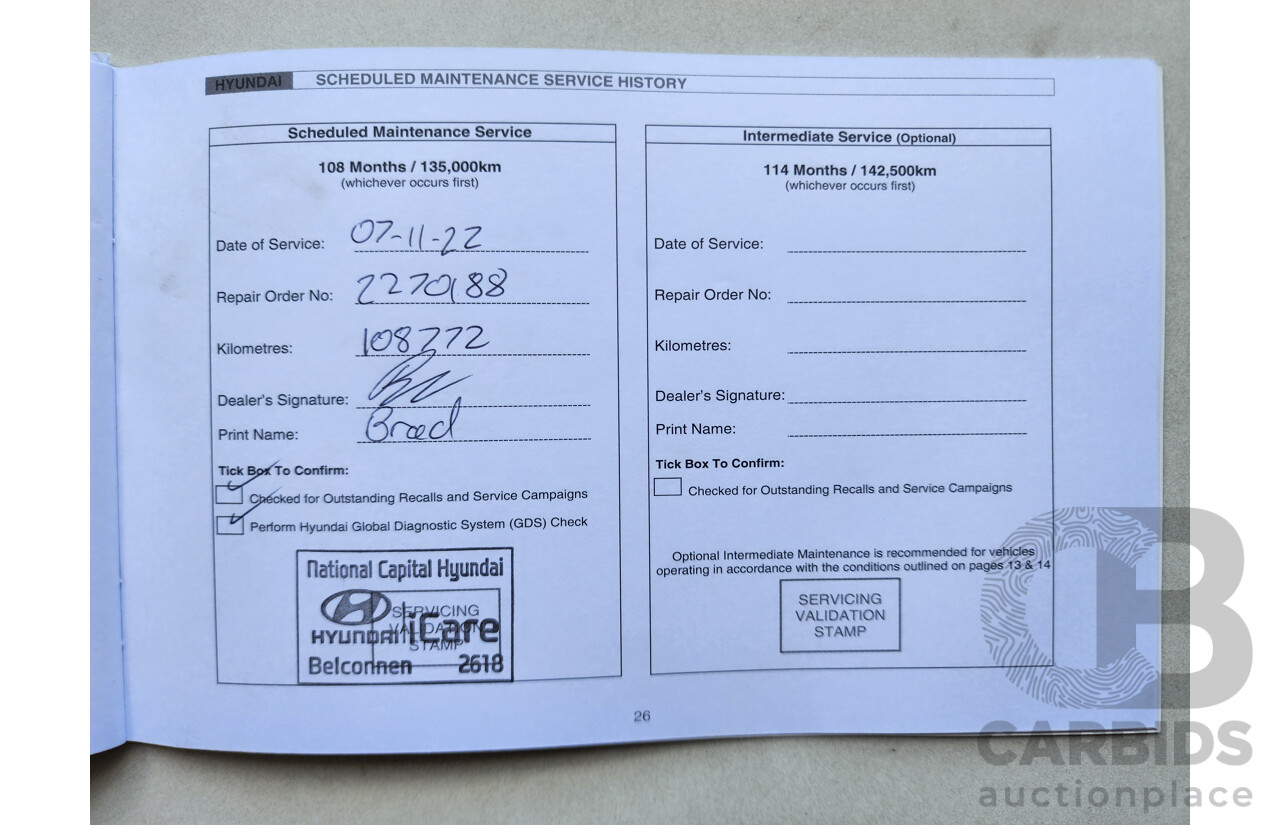 HYUNDAI SCHEDULED MAINTENANCE SERVICE HISTORY
Scheduled Maintenance Service
108 Months / 135,000km
(whichever occurs first)
Date of Service: 07-11-22
Repair Order No: 2270188
Kilometres: 108772
Dealer's Signature:
Print Name: Brad
Tick Box To Confirm:
Checked for Outstanding Recalls and Service Campaigns
Perform Hyundai Global Diagnostic System (GDS) Check
National Capital Hyundai
SERVICING
VALIDATION
STAMP
HYUNDAI iCare
Belconnen 2618
Intermediate Service (Optional)
114 Months / 142,500km
(whichever occurs first)
Date of Service:
Repair Order No:
Kilometres:
Dealer's Signature:
Print Name:
Tick Box To Confirm:
Checked for Outstanding Recalls and Service Campaigns
Optional Intermediate Maintenance is recommended for vehicles
operating in accordance with the conditions outlined on pages 13 & 14
SERVICING
VALIDATION
STAMP
26
CB
CARBIDS
auctionplace